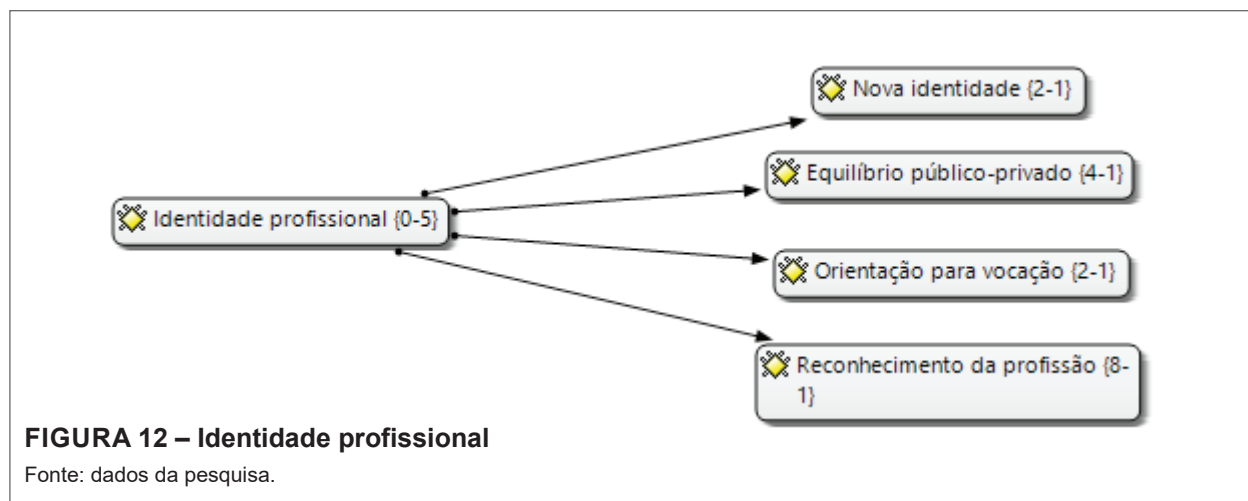 Nova identidade {2-1}
Equilíbrio público-privado {4-1}
Identidade profissional {0-5}
Orientação para vocação {2-1}
Reconhecimento da profissão {8-
1}
FIGURA 12 – Identidade profissional
Fonte: dados da pesquisa.